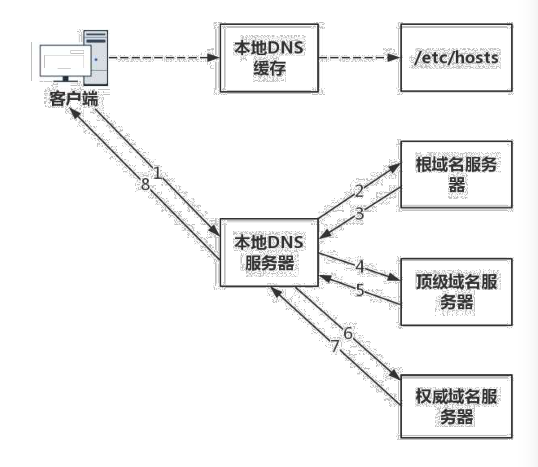 本地DNS
缓存
/etc/hosts
客户端
1
8
根域名服务
器
2
3
本地DNS
服务器
4
5
顶级域名服
务器
6
7
权威域名服
务器